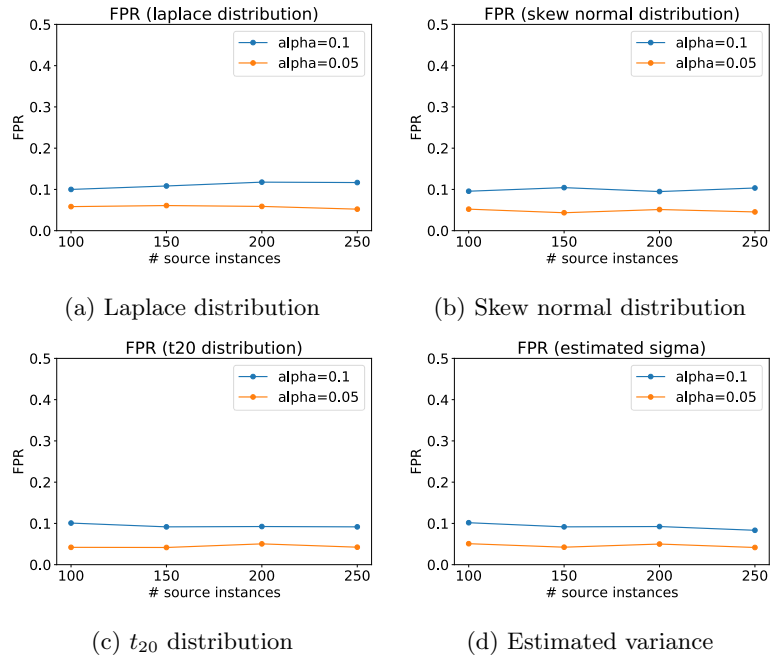 FPR (laplace distribution)
0.5
0.4
0.3
0.2
0.1
0.0
FPR
alpha=0.1
alpha=0.05
100 150 200 250
# source instances
(a) Laplace distribution
FPR (skew normal distribution)
0.5
0.4
0.3
0.2
0.1
0.0
FPR
alpha=0.1
alpha=0.05
100 150 200 250
# source instances
(b) Skew normal distribution
FPR (t20 distribution)
0.5
0.4
0.3
0.2
0.1
0.0
FPR
alpha=0.1
alpha=0.05
100 150 200 250
# source instances
(c) t₂₀ distribution
FPR (estimated sigma)
0.5
0.4
0.3
0.2
0.1
0.0
FPR
alpha=0.1
alpha=0.05
100 150 200 250
# source instances
(d) Estimated variance